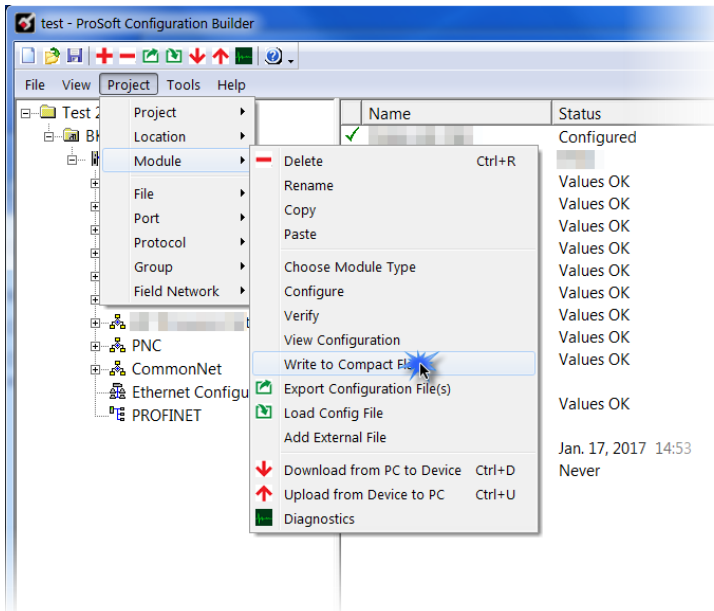 test - ProSoft Configuration Builder
File View Project Tools Help
Test 2
Project
Location
Module
File
Port
Protocol
Group
Field Network
PNC
CommonNet
Ethernet Configu
PROFINET
Delete Ctrl+R
Rename
Copy
Paste
Choose Module Type
Configure
Verify
View Configuration
Write to Compact
Export Configuration File(s)
Load Config File
Add External File
Download from PC to Device Ctrl+D
Upload from Device to PC Ctrl+U
Diagnostics
Name Status
Configured
Values OK
Values OK
Values OK
Values OK
Values OK
Values OK
Values OK
Values OK
Values OK
Values OK
Jan. 17, 2017 14:53
Never